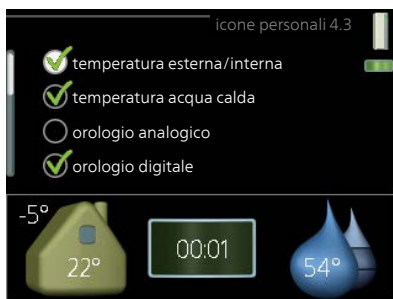 icone personali 4.3
temperatura esterna/interna
temperatura acqua calda
orologio analogico
orologio digitale
-5°
22°
00:01
54°